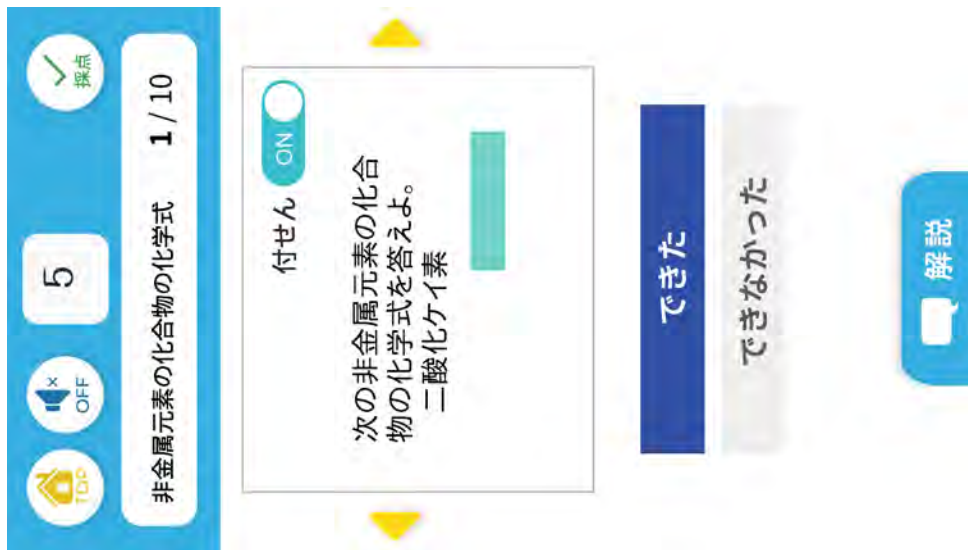 TOP
OFF
5
採点
非金属元素の化合物の化学式 1 / 10
付せん ON
次の非金属元素の化合
物の化学式を答えよ。
二酸化ケイ素
できた
できなかった
解説